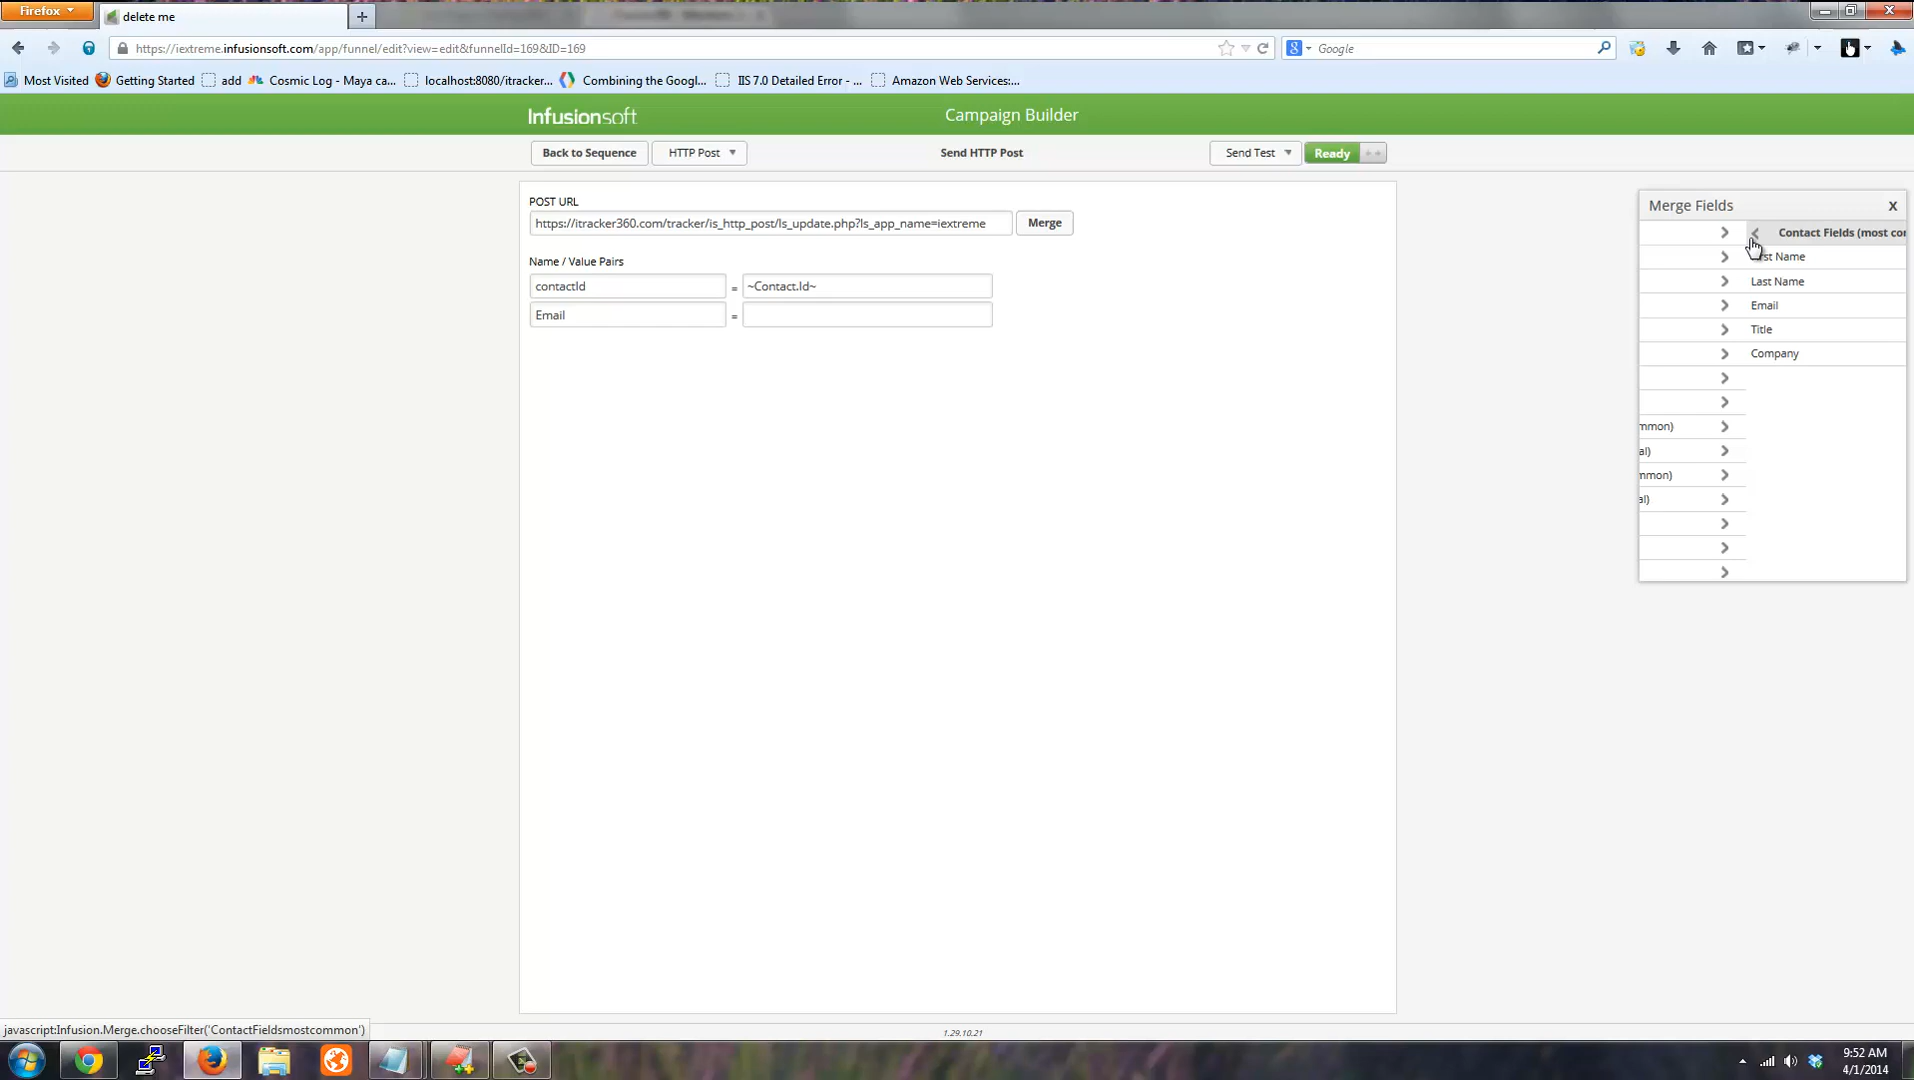 Firefox
delete me
https://iextreme.infusionsoft.com/app/funnel/edit?view=edit&funnelId=169&ID=169
Google
Most Visited
Getting Started
add
Cosmic Log - Maya ca...
localhost:8080/itracker...
Combining the Googl...
IIS 7.0 Detailed Error - ...
Amazon Web Services:...
Infusionsoft
Campaign Builder
Back to Sequence
HTTP Post
Send HTTP Post
Send Test
Ready
POST URL
https://itracker360.com/tracker/is_http_post/ls_update.php?ls_app_name=iextreme
Merge
Name / Value Pairs
contactId = ~Contact.Id~
Email =
Merge Fields
X
Contact Fields (most co
Name
Last Name
Email
Title
Company
mmon)
al)
mmon)
al)
javascript:Infusion.Merge.chooseFilter('ContactFieldsmostcommon')
1.29.10.21
9:52 AM
4/1/2014